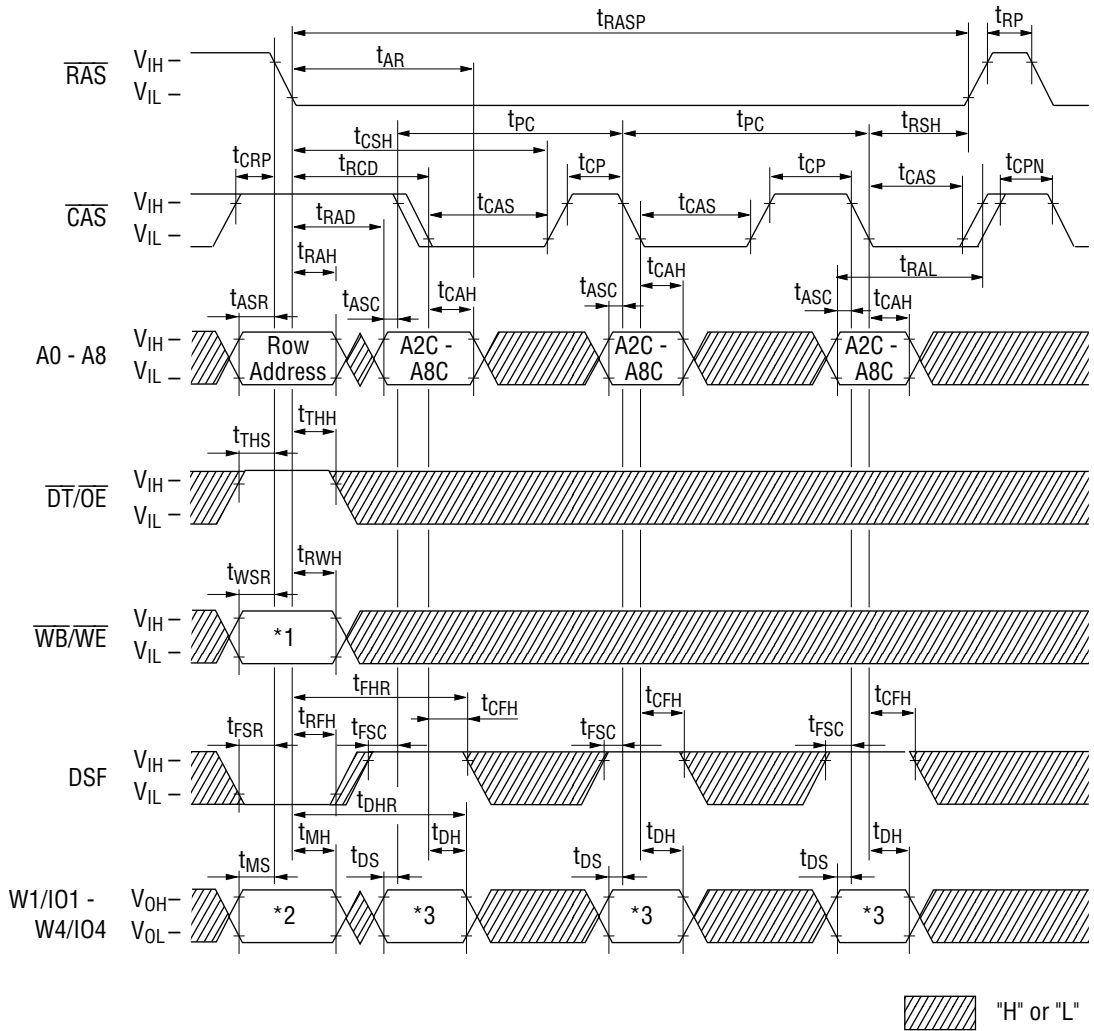 tRASP
tRP
RAS
VIH
VIL
tAR
tPC
tPC
tRSH
tCSH
tCRP
tRCD
tCP
tCP
tCAS
tCPN
CAS
VIH
VIL
tCAS
tCAS
tRAD
tRAH
tCAH
tRAL
tASR
tASC
tCAH
tASC
tASC
tCAH
A0 - A8
VIH
VIL
Row
Address
A2C -
A8C
A2C -
A8C
A2C -
A8C
tTHH
tTHS
DT/OE
VIH
VIL
tRWH
tWSR
WB/WE
VIH
VIL
*1
tFHR
tCFH
tCFH
tCFH
tFSR
tRFH
tFSC
tFSC
tFSC
DSF
VIH
VIL
tDHR
tMH
tDH
tDH
tDH
tMS
tDS
tDS
tDS
W1/IO1 -
W4/IO4
VOH
VOL
*2
*3
*3
*3
"H" or "L"